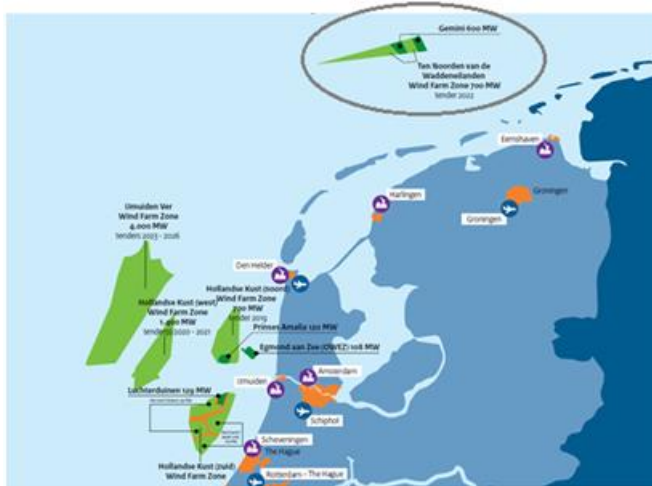 Gemini 600 MW
Ten Noorden van de
Waddeneilanden
Wind Farm Zone 700 MW
tender 2022
Eemshaven
Harlingen
Groningen
Groningen
IJmuiden Ver
Wind Farm Zone
4.000 MW
tenders 2023 - 2026
Den Helder
Hollandse Kust (noord)
Wind Farm Zone
700 MW
tender 2019
Hollandse Kust (west)
Wind Farm Zone
1.400 MW
tenders 2020 - 2021
Prinses Amalia 120 MW
Egmond aan Zee (OWEZ) 108 MW
Luchterduinen 129 MW
IJmuiden
Amsterdam
Schiphol
Scheveningen
The Hague
Hollandse Kust (zuid)
Wind Farm Zone
Rotterdam - The Hague